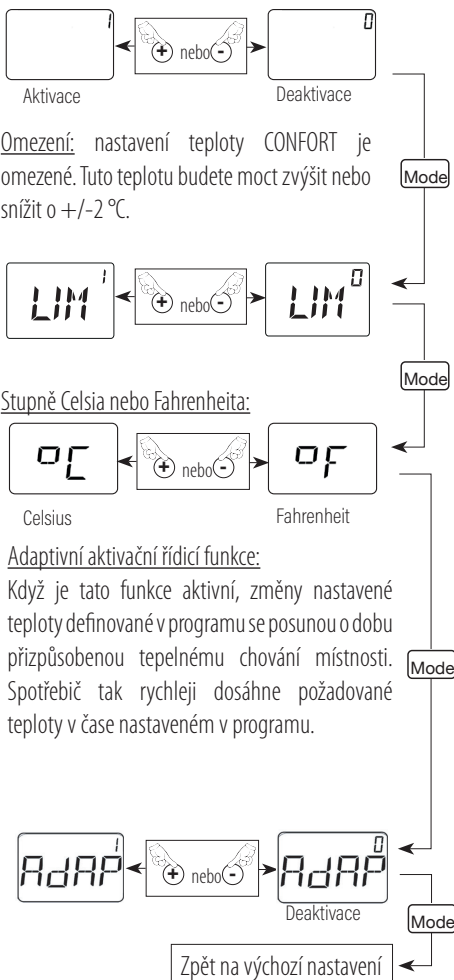 1 + nebo - 0
Aktivace Deaktivace
Omezení: nastavení teploty CONFORT je
omezené. Tuto teplotu budete moct zvýšit nebo
snížit o +/-2 °C.
Mode
LIM 1 + nebo - LIM 0
Mode
Stupně Celsia nebo Fahrenheita:
°C + nebo - °F
Celsius Fahrenheit
Adaptivní aktivační řídicí funkce:
Když je tato funkce aktivní, změny nastavené
teploty definované v programu se posunou o dobu
přizpůsobenou tepelnému chování místnosti.
Spotřebič tak rychleji dosáhne požadované
teploty v čase nastaveném v programu.
Mode
AdAP 1 + nebo - AdAP 0
Deaktivace
Mode
Zpět na výchozí nastavení